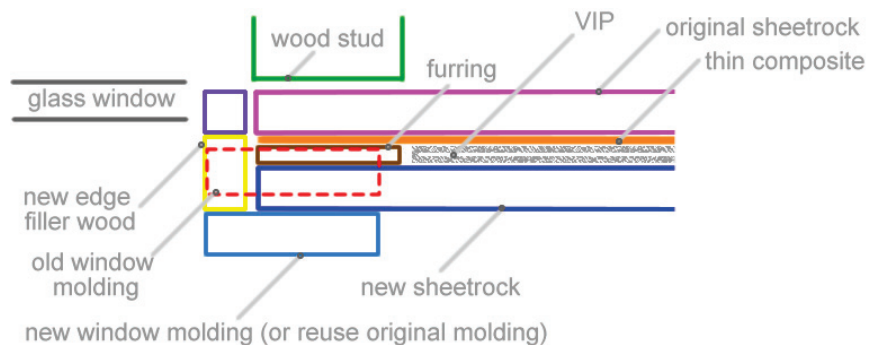 wood stud
VIP
original sheetrock
thin composite
furring
glass window
new edge
filler wood
old window
molding
new sheetrock
new window molding (or reuse original molding)